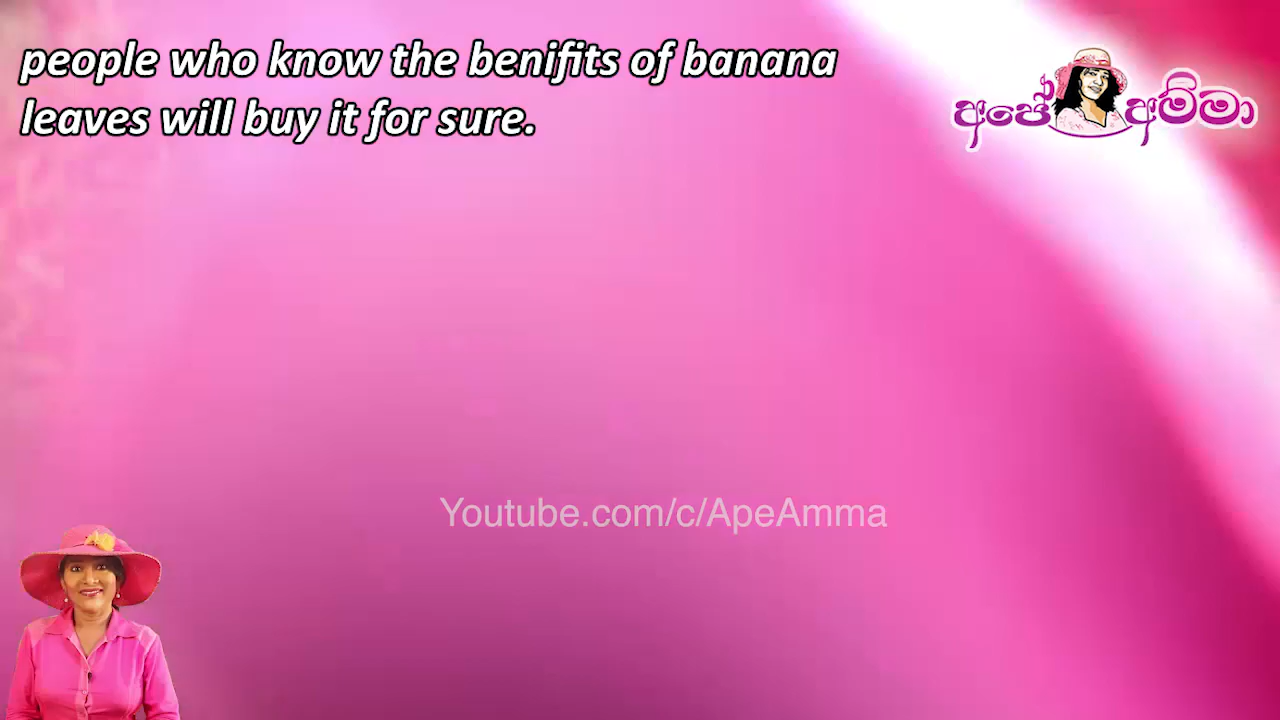 people who know the benifits of banana
leaves will buy it for sure.
අපේ අම්මා
Youtube.com/c/ApeAmma